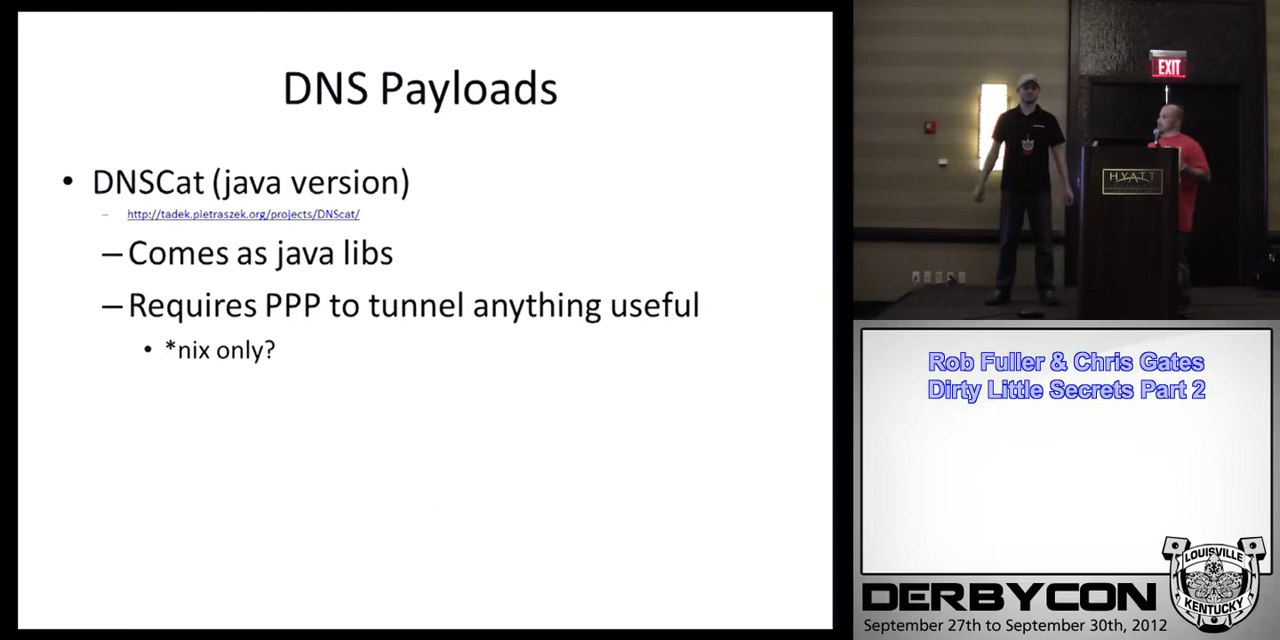 DNS Payloads
• DNSCat (java version)
– http://tadek.pietraszek.org/projects/DNScat/
– Comes as java libs
– Requires PPP to tunnel anything useful
• *nix only?
EXIT
HYATT
Rob Fuller & Chris Gates
Dirty Little Secrets Part 2
LOUISVILLE
KENTUCKY
DERBYCON
September 27th to September 30th, 2012